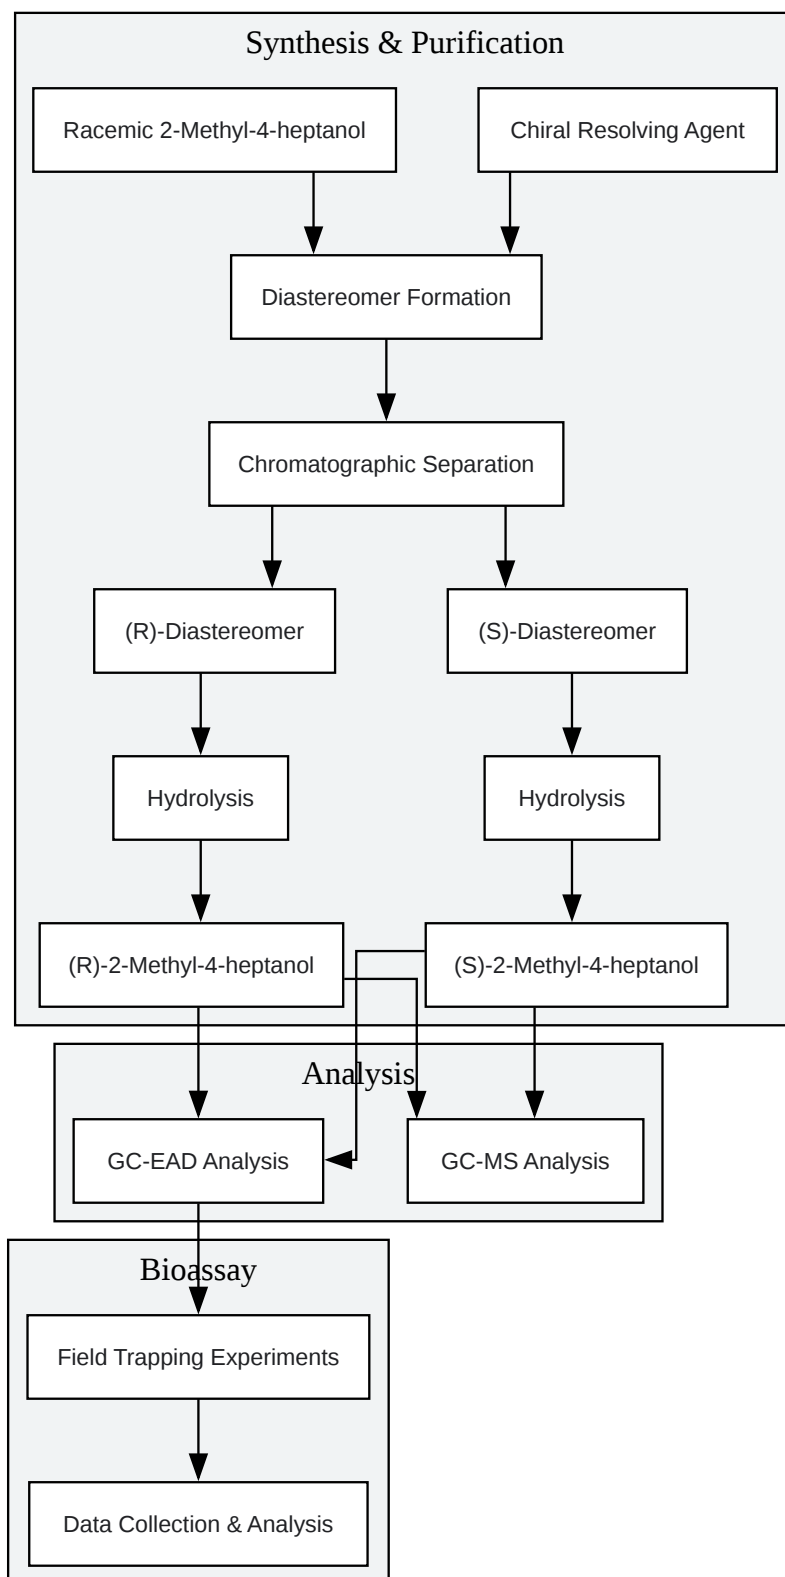 Synthesis & Purification
Racemic 2-Methyl-4-heptanol
Chiral Resolving Agent
Diastereomer Formation
Chromatographic Separation
(R)-Diastereomer
(S)-Diastereomer
Hydrolysis
Hydrolysis
(R)-2-Methyl-4-heptanol
(S)-2-Methyl-4-heptanol
Analysis
GC-EAD Analysis
GC-MS Analysis
Bioassay
Field Trapping Experiments
Data Collection & Analysis